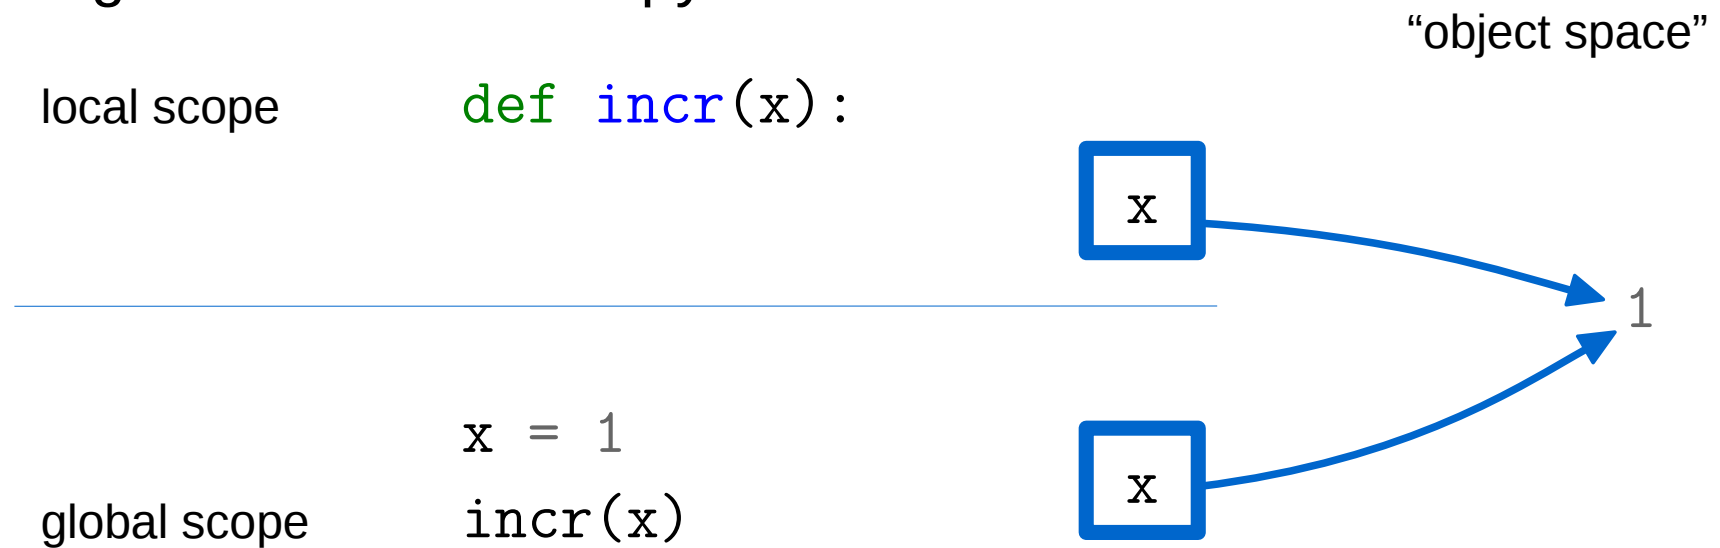 “object space”
local scope def incr(x):
x
1
x = 1
x
global scope incr(x)